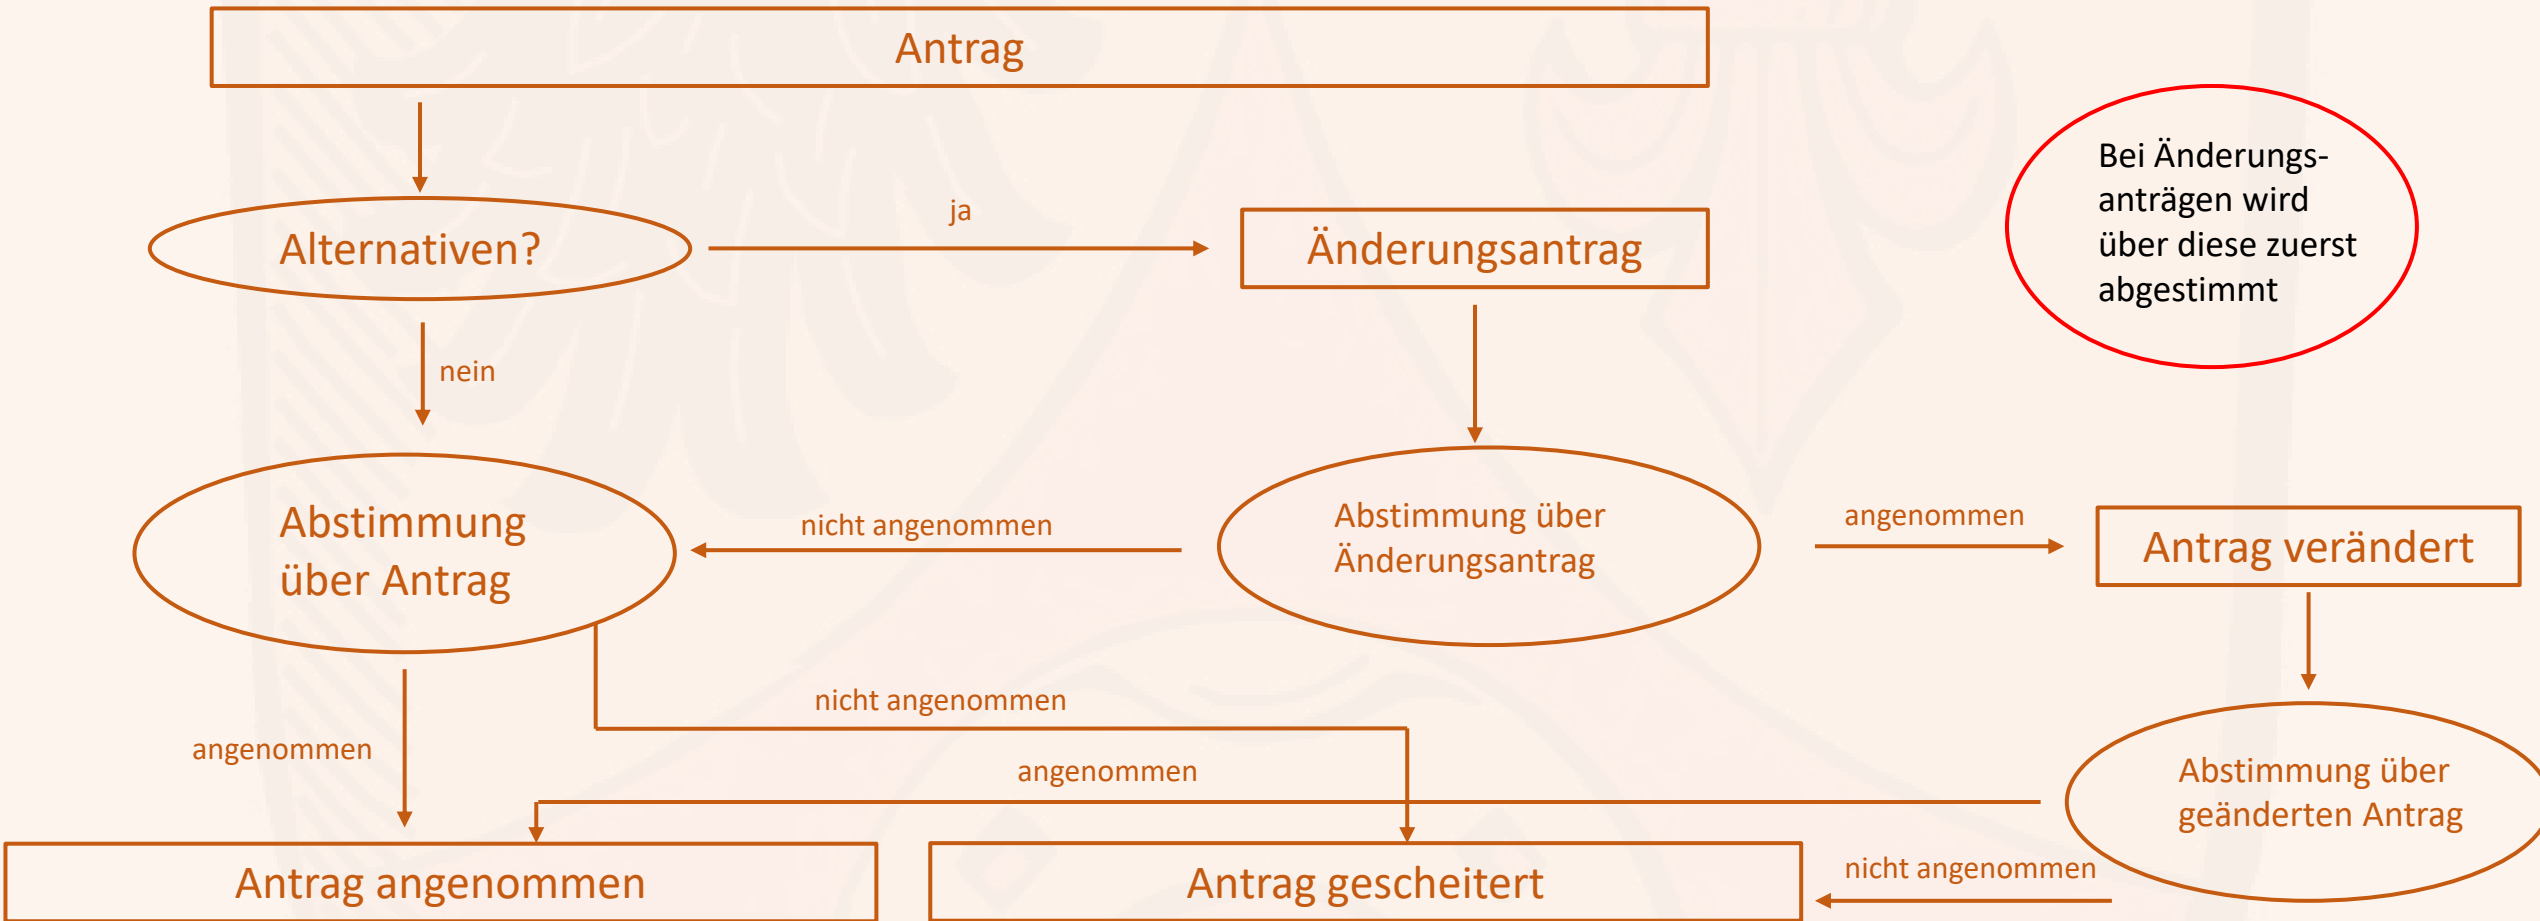 Antrag
Bei Änderungs-
anträgen wird
über diese zuerst
abgestimmt
Alternativen?
ja
Änderungsantrag
nein
Abstimmung
über Antrag
nicht angenommen
Abstimmung über
Änderungsantrag
angenommen
Antrag verändert
nicht angenommen
angenommen
angenommen
Abstimmung über
geänderten Antrag
Antrag angenommen
Antrag gescheitert
nicht angenommen